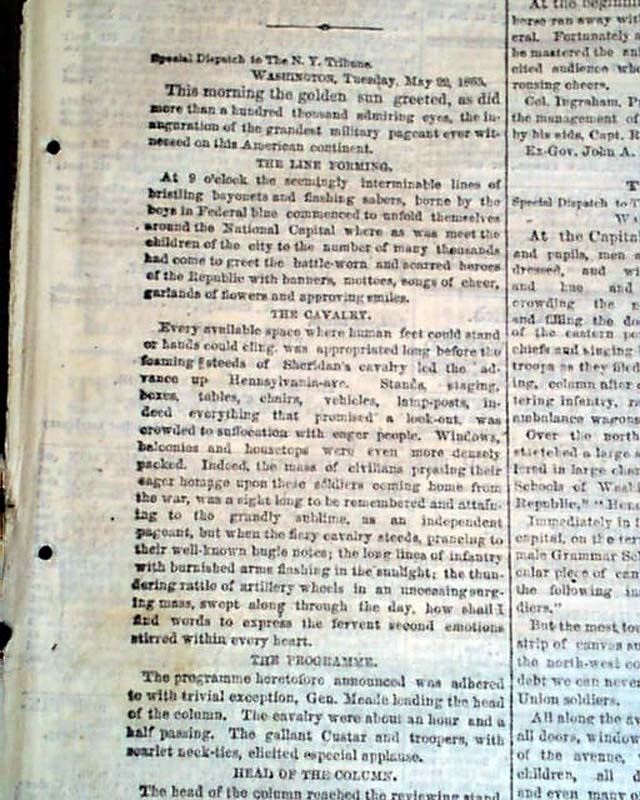 Special Dispatch to The N. Y. Tribune.
WASHINGTON, Tuesday, May 23, 1865.
This morning the golden sun greeted, as did
more than a hundred thousand admiring eyes, the in-
auguration of the grandest military pageant ever wit-
nessed on this American continent.
THE LINE FORMING.
At 9 o'clock the seemingly interminable lines of
bristling bayonets and flashing sabers, borne by the
boys in Federal blue commenced to unfold themselves
around the National Capital where as was meet the
children of the city to the number of many thousands
had come to greet the battle-worn and scarred heroes
of the Republic with banners, mottoes, songs of cheer,
garlands of flowers and approving smiles.
THE CAVALRY.
Every available space where human feet could stand
or hands could cling, was appropriated long before the
foaming steeds of Sheridan's cavalry led the ad-
vance up Hennsylvania-ave. Stands, staging,
boxes, tables, chairs, vehicles, lamp-posts, in-
deed everything that promised a look-out, was
crowded to suffocation with eager people. Windows,
balconies and housetops were even more densely
packed. Indeed, the mass of civilians pressing their
eager homage upon these soldiers coming home from
the war, was a sight long to be remembered and attain-
ing to the grandly sublime, as an independent
pageant, but when the fiery cavalry steeds, prancing to
their well-known bugle notes; the long lines of infantry
with burnished arms flashing in the sunlight; the thun-
dering rattle of artillery wheels in an unceasing surg-
ing mass, swept along through the day, how shall I
find words to express the fervent second emotions
stirred within every heart.
THE PROGRAMME.
The programme heretofore announced was adhered
to with trivial exception, Gen. Meade leading the head
of the column. The cavalry were about an hour and a
half passing. The gallant Custar and troopers, with
scarlet neck-ties, elicited especial applause.
HEAD OF THE COLUMN.
The head of the column reached the reviewing stand
At the beginning
horse ran away with
eral. Fortunately
he mastered the
cited audience
rousing cheers.
Col. Ingraham,
the management of
by his aids, Capt. R
Ex-Gov. John A.
Special Dispatch to
At the Capital
and pupils, men
dressed, and
and hue and
crowding the
and filling the
of the eastern
chiefs and singing
troops as they filed
ing, column after
tering infantry,
ambulance wagons
Over the north
stretched a large
lered in large
Schools of
Republic,"
Immediately in
capitol, on the
male Grammar
cular piece of
the following
diers."
But the most
strip of canvas
the north-west
debt we can never
Union soldiers.
All along the
all doors, window
of the avenue,
children, all
and even many